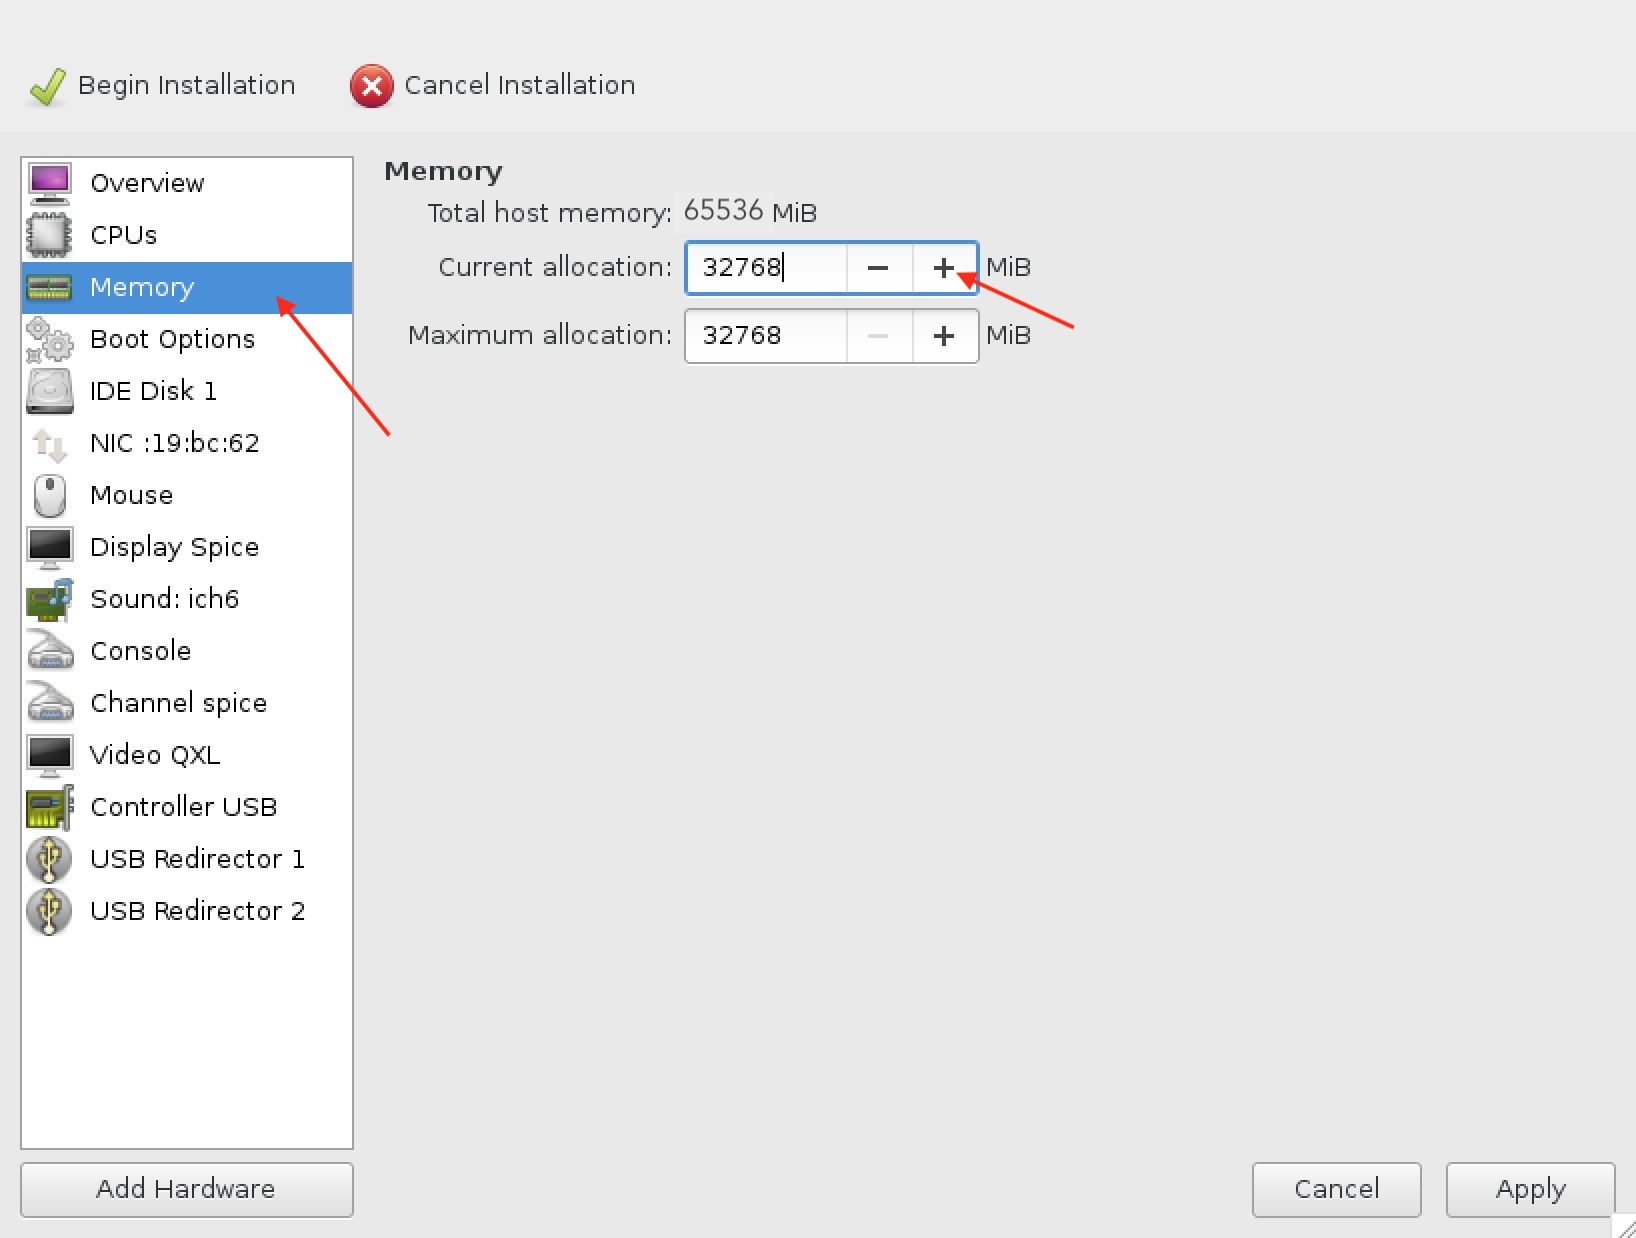 Begin Installation
Cancel Installation
Overview
CPUs
Memory
Boot Options
IDE Disk 1
NIC :19:bc:62
Mouse
Display Spice
Sound: ich6
Console
Channel spice
Video QXL
Controller USB
USB Redirector 1
USB Redirector 2
Add Hardware
Memory
Total host memory: 65536 MiB
Current allocation: 32768 − + MiB
Maximum allocation: 32768 − + MiB
Cancel
Apply